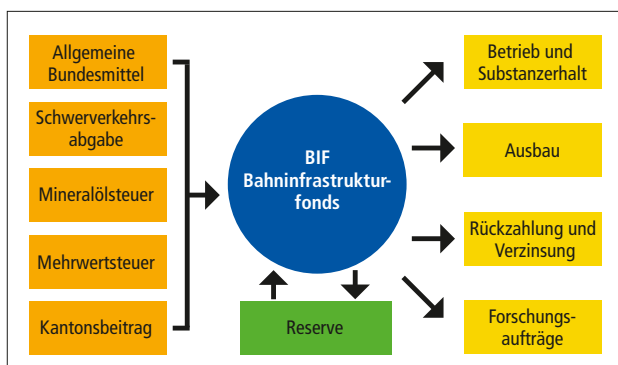 Allgemeine
Bundesmittel
Schwerverkehrs-
abgabe
Mineralölsteuer
Mehrwertsteuer
Kantonsbeitrag
BIF
Bahninfrastruktur-
fonds
Reserve
Betrieb und
Substanzerhalt
Ausbau
Rückzahlung und
Verzinsung
Forschungs-
aufträge